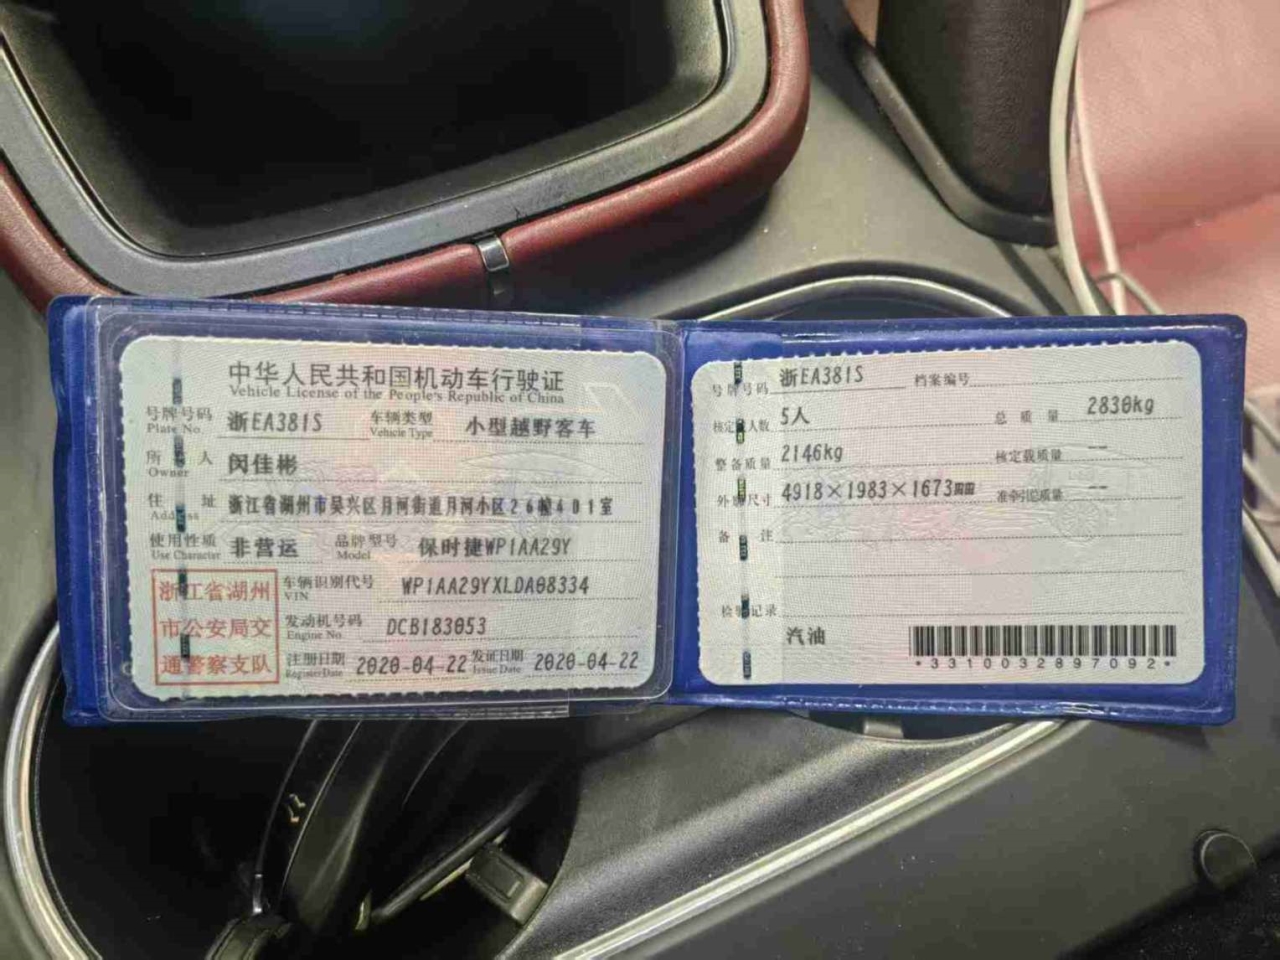 中华人民共和国机动车行驶证
Vehicle License of the People's Republic of China
号牌号码 浙EA381S 车辆类型 小型越野客车
Plate No. Vehicle Type
所 人 闵佳彬
Owner
住 址 浙江省湖州市吴兴区月河街道月河小区26幢401室
Address
使用性质 非营运 品牌型号 保时捷WP1AA29Y
Use Character Model
浙江省湖州
市公安局交
通警察支队
车辆识别代号 WP1AA29YXLDA08334
VIN
发动机号码 DCB183053
Engine No.
注册日期 2020-04-22 发证日期 2020-04-22
Register Date Issue Date
号牌号码 浙EA381S 档案编号
核定 人数 5人 总质量 2830kg
整备质量 2146kg 核定载质量 --
外 尺寸 4918×1983×1673㎜ 准牵引总质量 --
备 注
检验记录
汽油
*3310032897092*